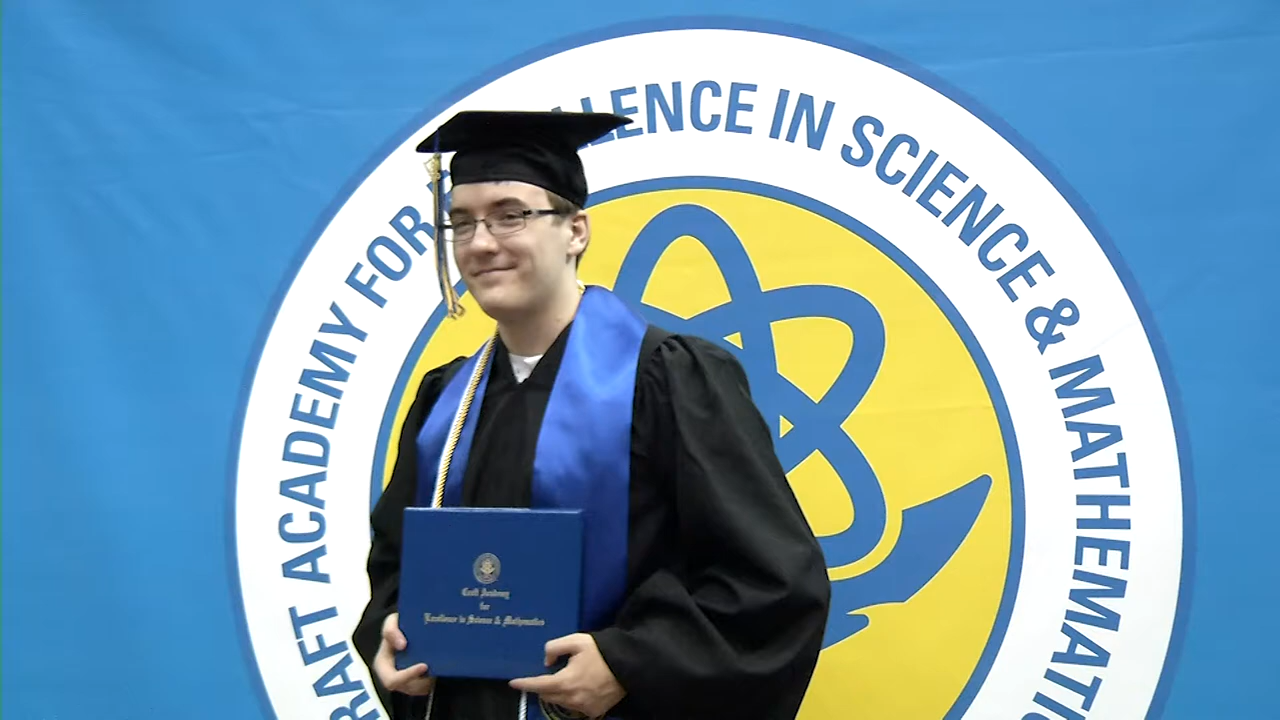 RAFT ACADEMY FOR E LLENCE IN SCIENCE & MATHEMATI
Craft Academy
for
Excellence in Science & Mathematics